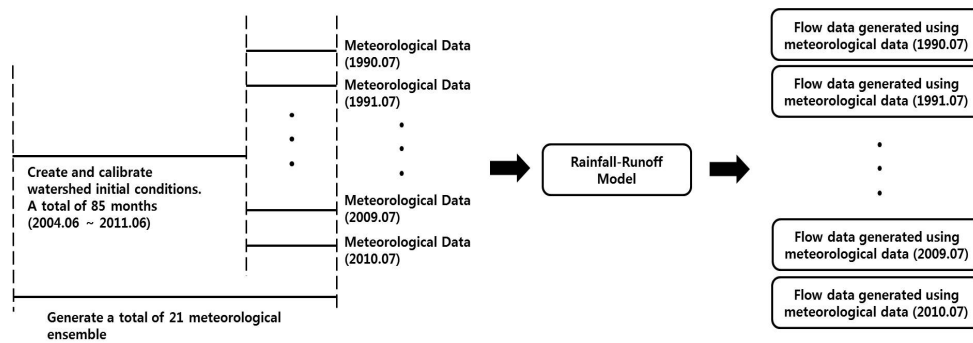 Meteorological Data
(1990.07)
Meteorological Data
(1991.07)
Create and calibrate
watershed initial conditions.
A total of 85 months
(2004.06 ~ 2011.06)
Meteorological Data
(2009.07)
Meteorological Data
(2010.07)
Generate a total of 21 meteorological
ensemble
Rainfall-Runoff
Model
Flow data generated using
meteorological data (1990.07)
Flow data generated using
meteorological data (1991.07)
Flow data generated using
meteorological data (2009.07)
Flow data generated using
meteorological data (2010.07)